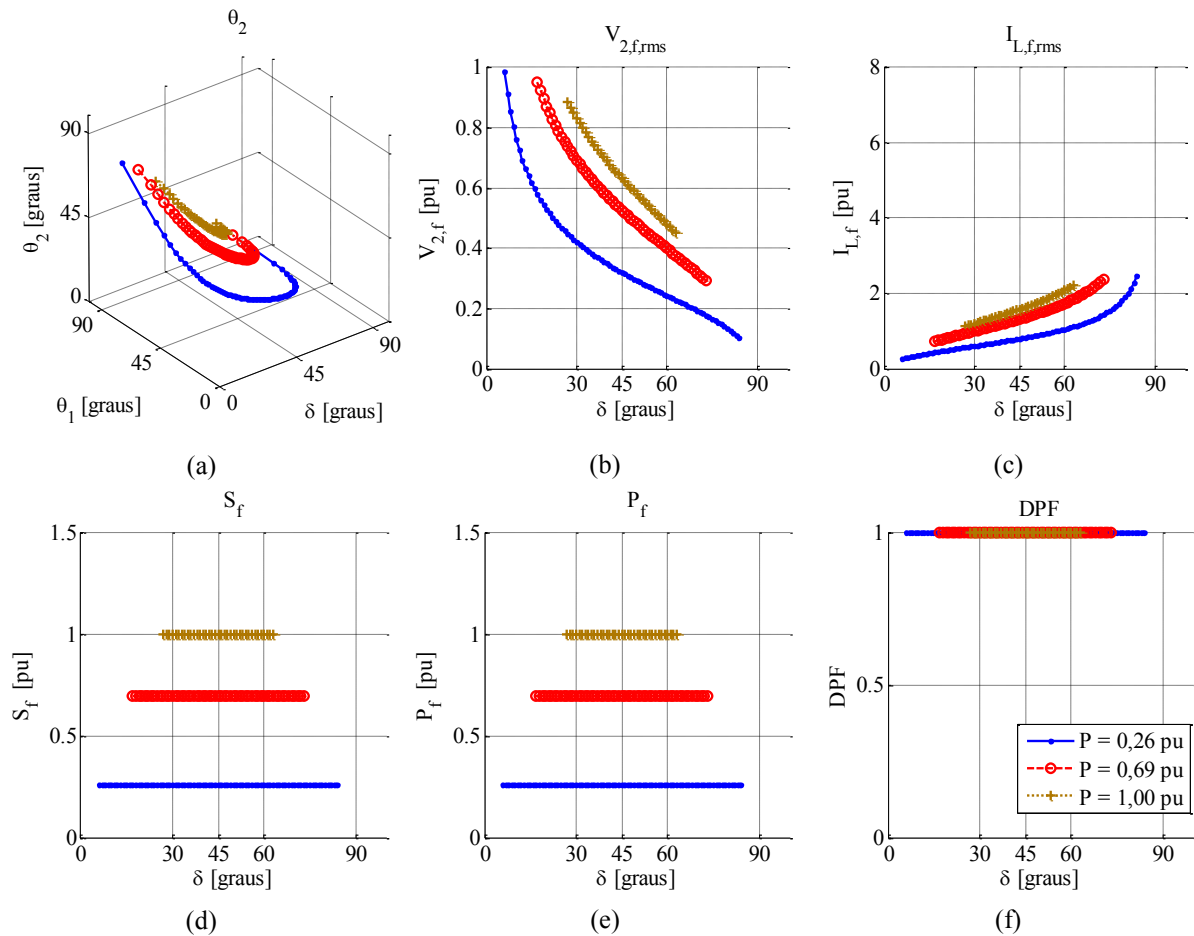 θ2
90
45
0
θ2 [graus]
90
45
0
θ1 [graus]
0
45
90
δ [graus]
(a)
V2,f,rms
1
0.8
0.6
0.4
0.2
0
V2,f [pu]
0
30
45
60
90
δ [graus]
(b)
IL,f,rms
8
6
4
2
0
IL,f [pu]
0
30
45
60
90
δ [graus]
(c)
Sf
1.5
1
0.5
0
Sf [pu]
0
30
60
90
δ [graus]
(d)
Pf
1.5
1
0.5
0
Pf [pu]
0
30
45
60
90
δ [graus]
(e)
DPF
1
0.5
0
DPF
P = 0,26 pu
P = 0,69 pu
P = 1,00 pu
0
30
45
60
90
δ [graus]
(f)